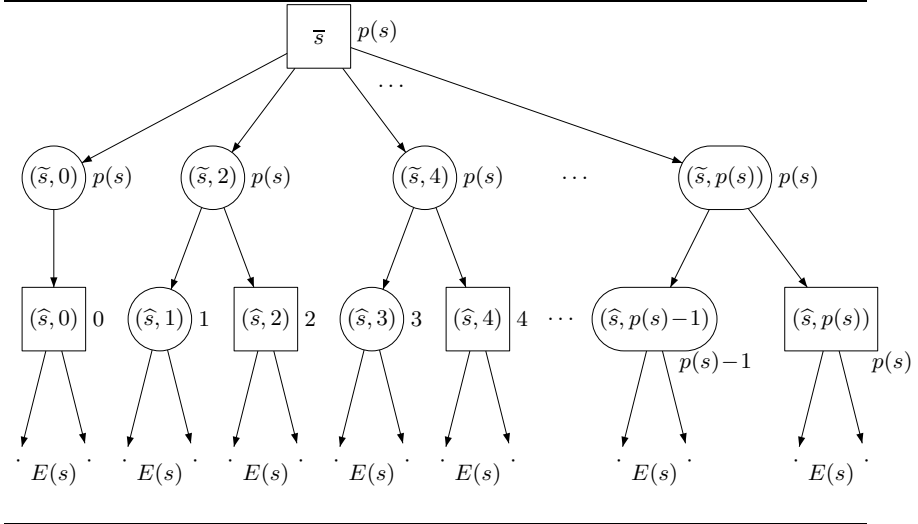 s̅ p(s)
···
(s̃, 0) p(s) (s̃, 2) p(s) (s̃, 4) p(s) ··· (s̃, p(s)) p(s)
(ŝ, 0) 0 (ŝ, 1) 1 (ŝ, 2) 2 (ŝ, 3) 3 (ŝ, 4) 4 ··· (ŝ, p(s)−1) (ŝ, p(s))
p(s)−1 p(s)
· E(s) · · E(s) · · E(s) · · E(s) · · E(s) · · E(s) · · E(s) ·